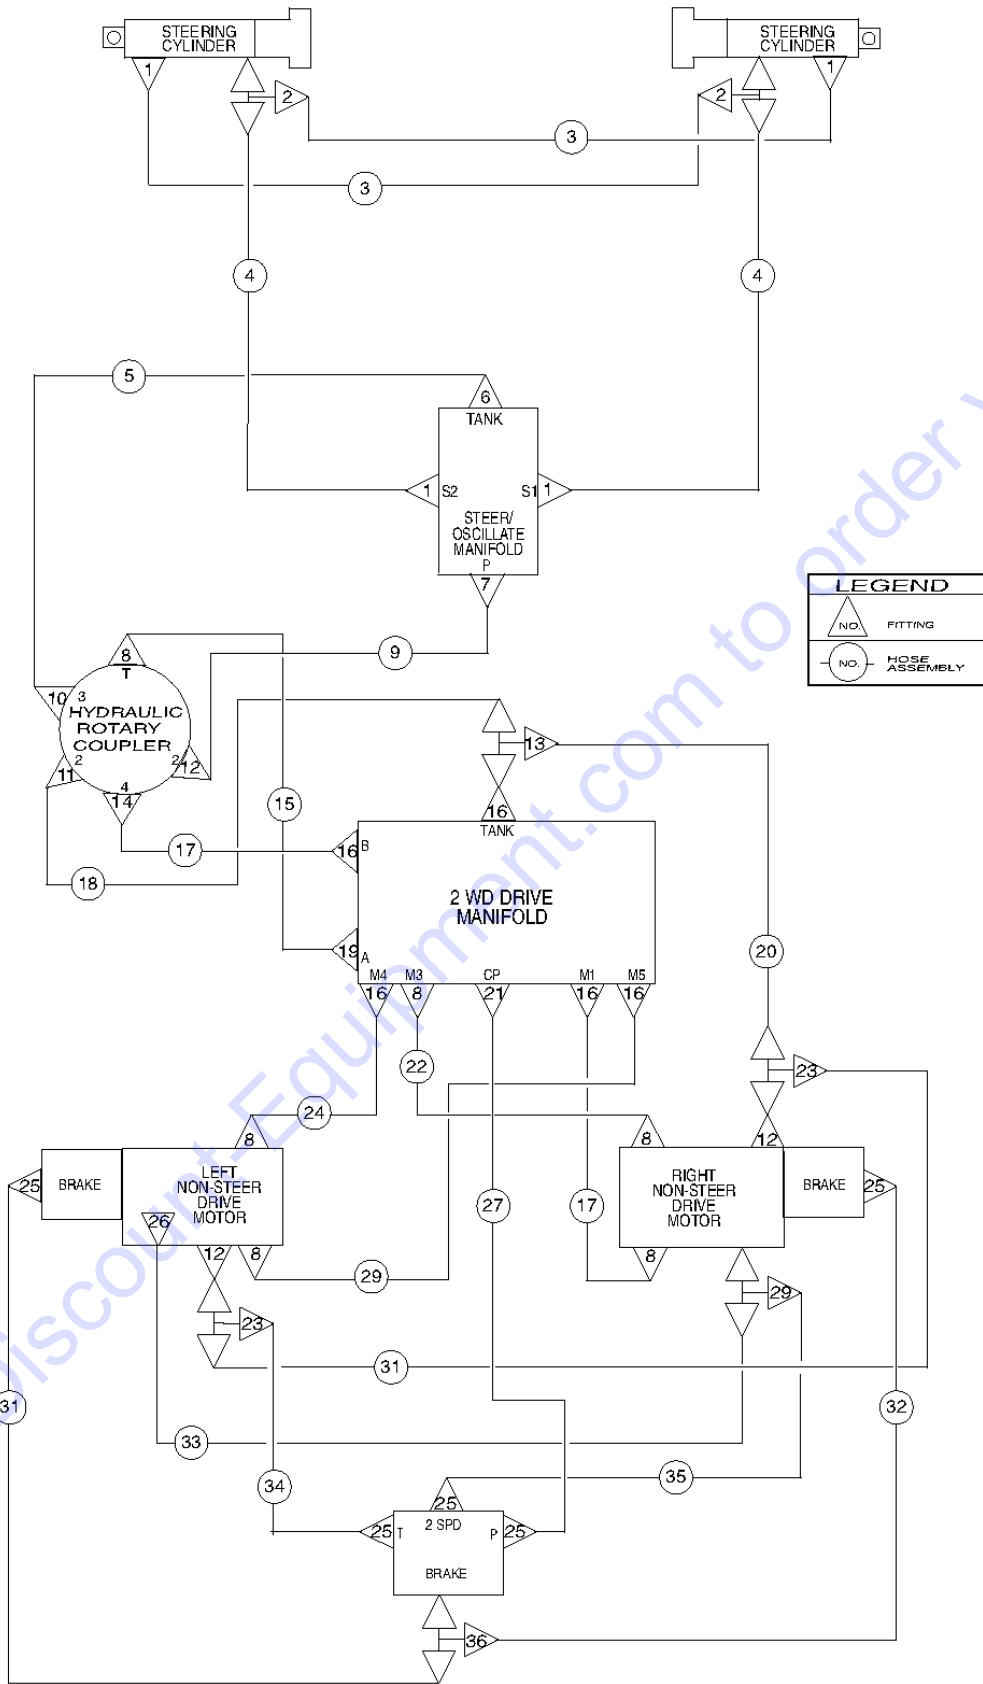 STEERING
CYLINDER
STEERING
CYLINDER
1
2
2
1
3
3
4
4
5
6
TANK
1
S2
S1
1
STEER/
OSCILLATE
MANIFOLD
P
7
LEGEND
NO.
FITTING
NO.
HOSE
ASSEMBLY
8
T
9
10
3
HYDRAULIC
ROTARY
COUPLER
2
2
11
12
4
14
13
15
16
TANK
17
16
B
18
2 WD DRIVE
MANIFOLD
19
A
20
M4
M3
CP
M1
M5
16
8
21
16
16
22
23
24
8
8
12
25
BRAKE
LEFT
NON-STEER
DRIVE
MOTOR
26
27
17
RIGHT
NON-STEER
DRIVE
MOTOR
BRAKE
25
12
8
8
29
29
23
31
31
32
33
34
35
25
25
T
2 SPD
P
25
BRAKE
36
Discount-Equipment.com to order